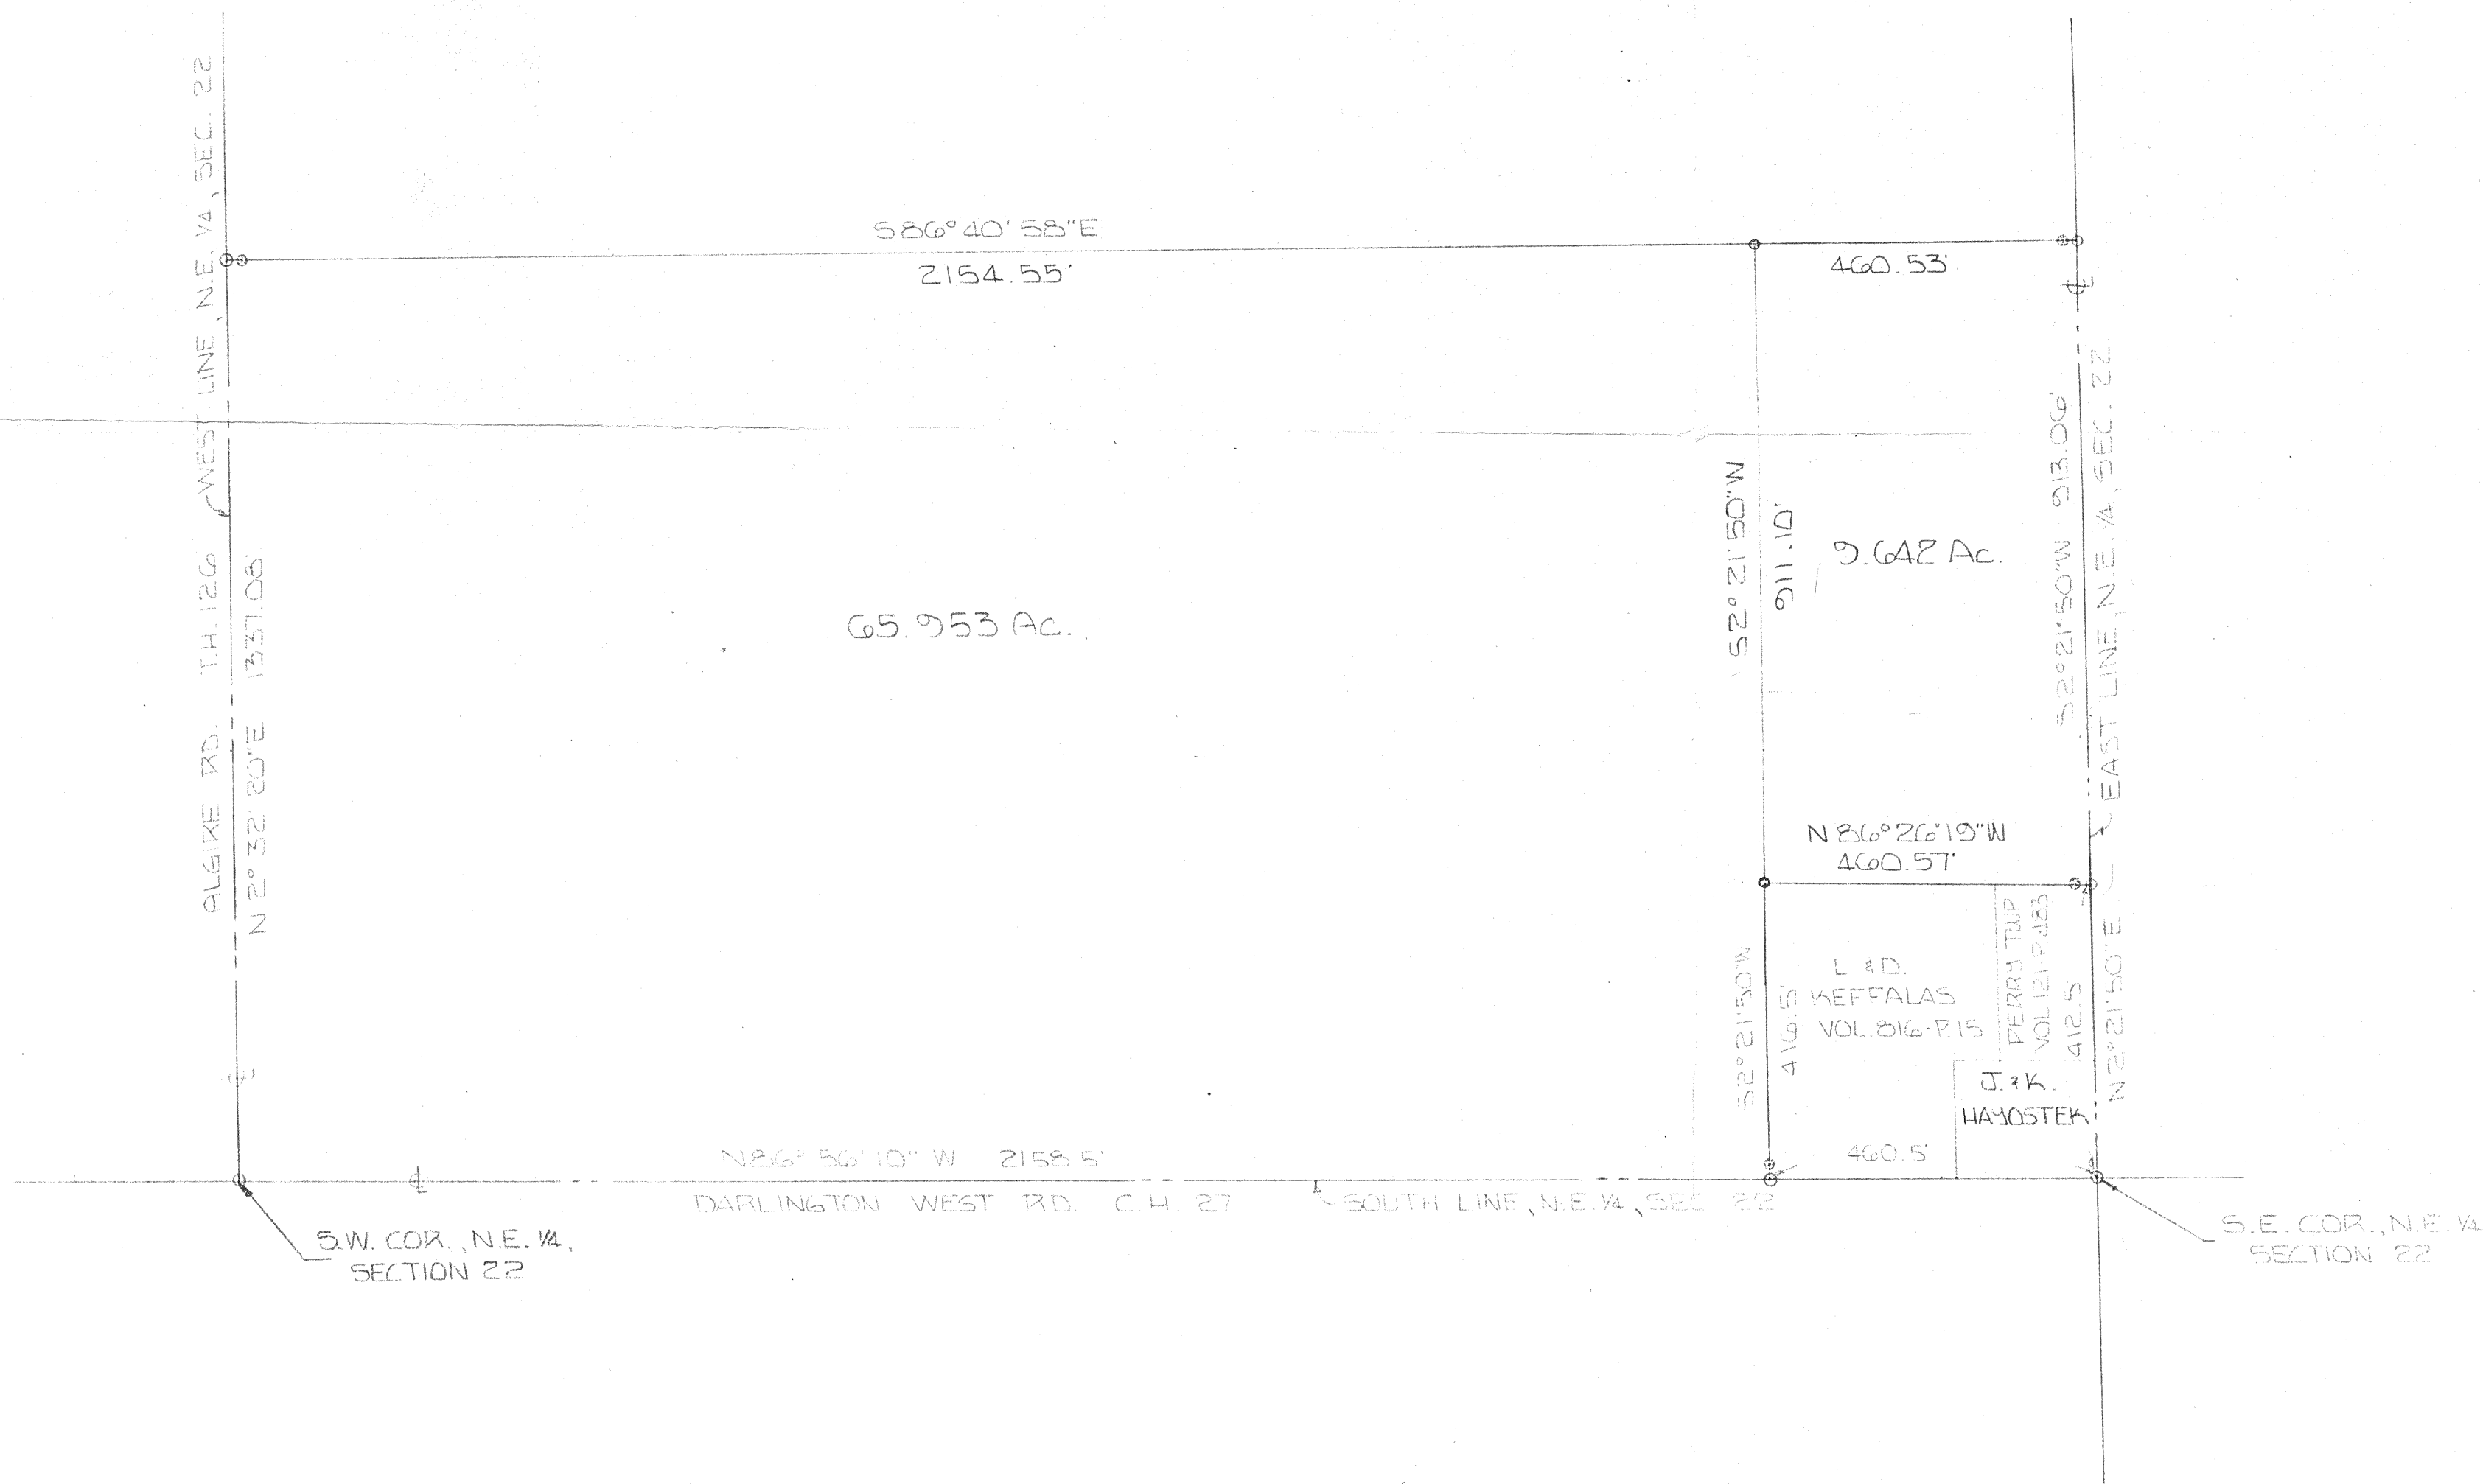 WEST LINE, N.E. 1/4, SEC. 22
S86°40'58"E
2154.55'
460.53'
ALGIRE RD. T.H. 126
N 2° 32' 20"E 1337.08'
65.953 Ac.
S2°21'50"W
911.10'
9.642 Ac.
S2°21'50"W 913.06'
EAST LINE, N.E. 1/4, SEC. 22
N 86°26'19"W
460.57'
S2°21'50"W
416.5'
L. & D.
KEFFALAS
VOL. 816-P.15
PERRY TWP
VOL 121-P.483
412.5'
N2°21'50"E
J. & K.
HAYOSTEK
460.5'
N86° 56' 10" W 2158.5'
DARLINGTON WEST RD. C.H. 27
SOUTH LINE, N.E. 1/4, SEC 22
S.W. COR., N.E. 1/4,
SECTION 22
S.E. COR., N.E. 1/4
SECTION 22